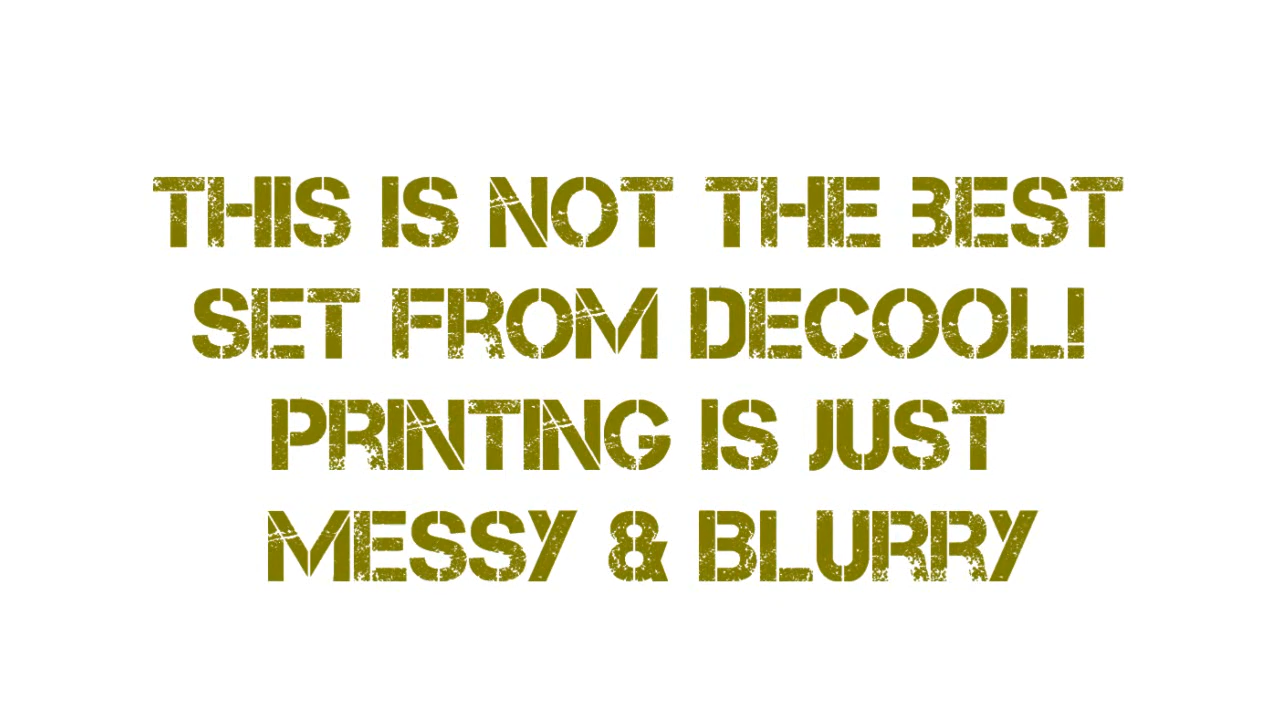 THIS IS NOT THE BEST
SET FROM DECOOL!
PRINTING IS JUST
MESSY & BLURRY